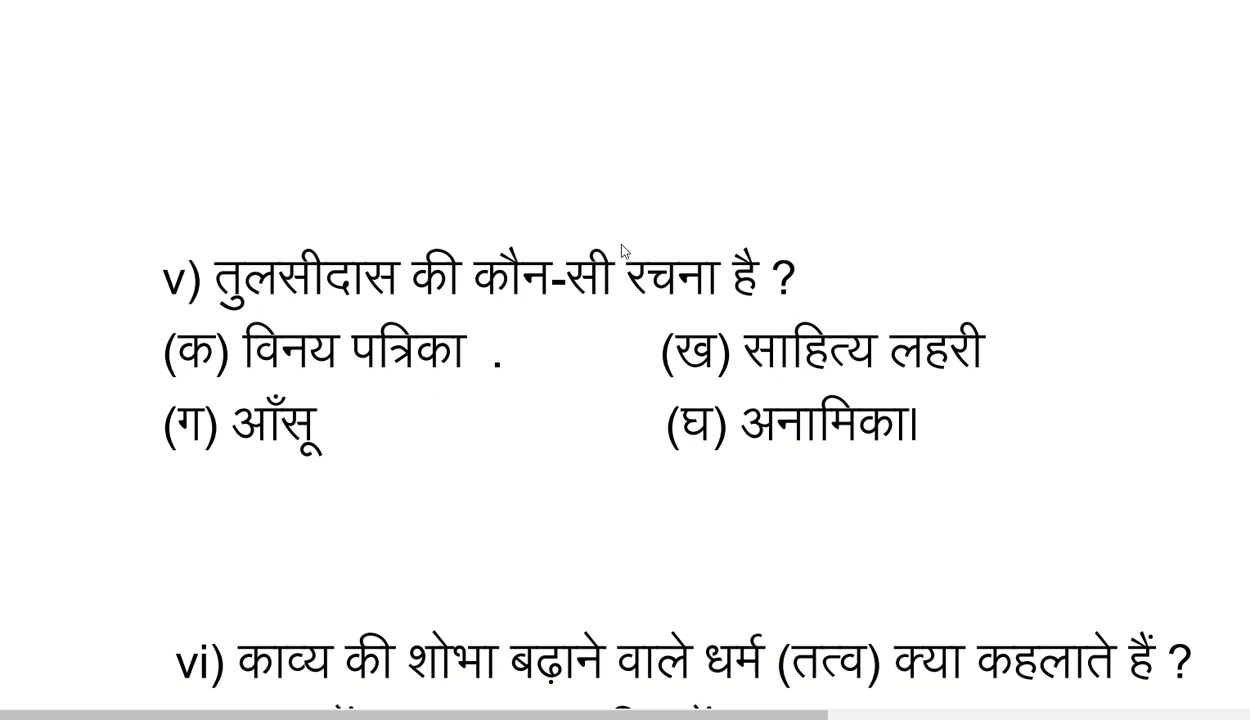 v) तुलसीदास की कौन-सी रचना है ?
(क) विनय पत्रिका . (ख) साहित्य लहरी
(ग) आँसू (घ) अनामिका।
vi) काव्य की शोभा बढ़ाने वाले धर्म (तत्व) क्या कहलाते हैं ?